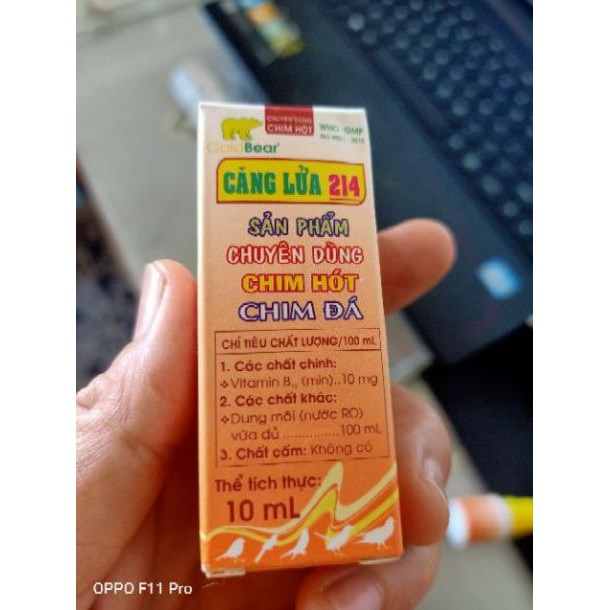 CHUYÊN DÙNG
CHIM HÓT
WHO GMP
ISO 9001 : 2015
GoldBear®
CĂNG LỬA 214
SẢN PHẨM
CHUYÊN DÙNG
CHIM HÓT
CHIM ĐÁ
CHỈ TIÊU CHẤT LƯỢNG/100 mL
1. Các chất chính:
Vitamin B₁₂ (min)..10 mg
2. Các chất khác:
Dung môi (nước RO)
vừa đủ ............... 100 mL
3. Chất cấm: Không có
Thể tích thực:
10 mL
OPPO F11 Pro